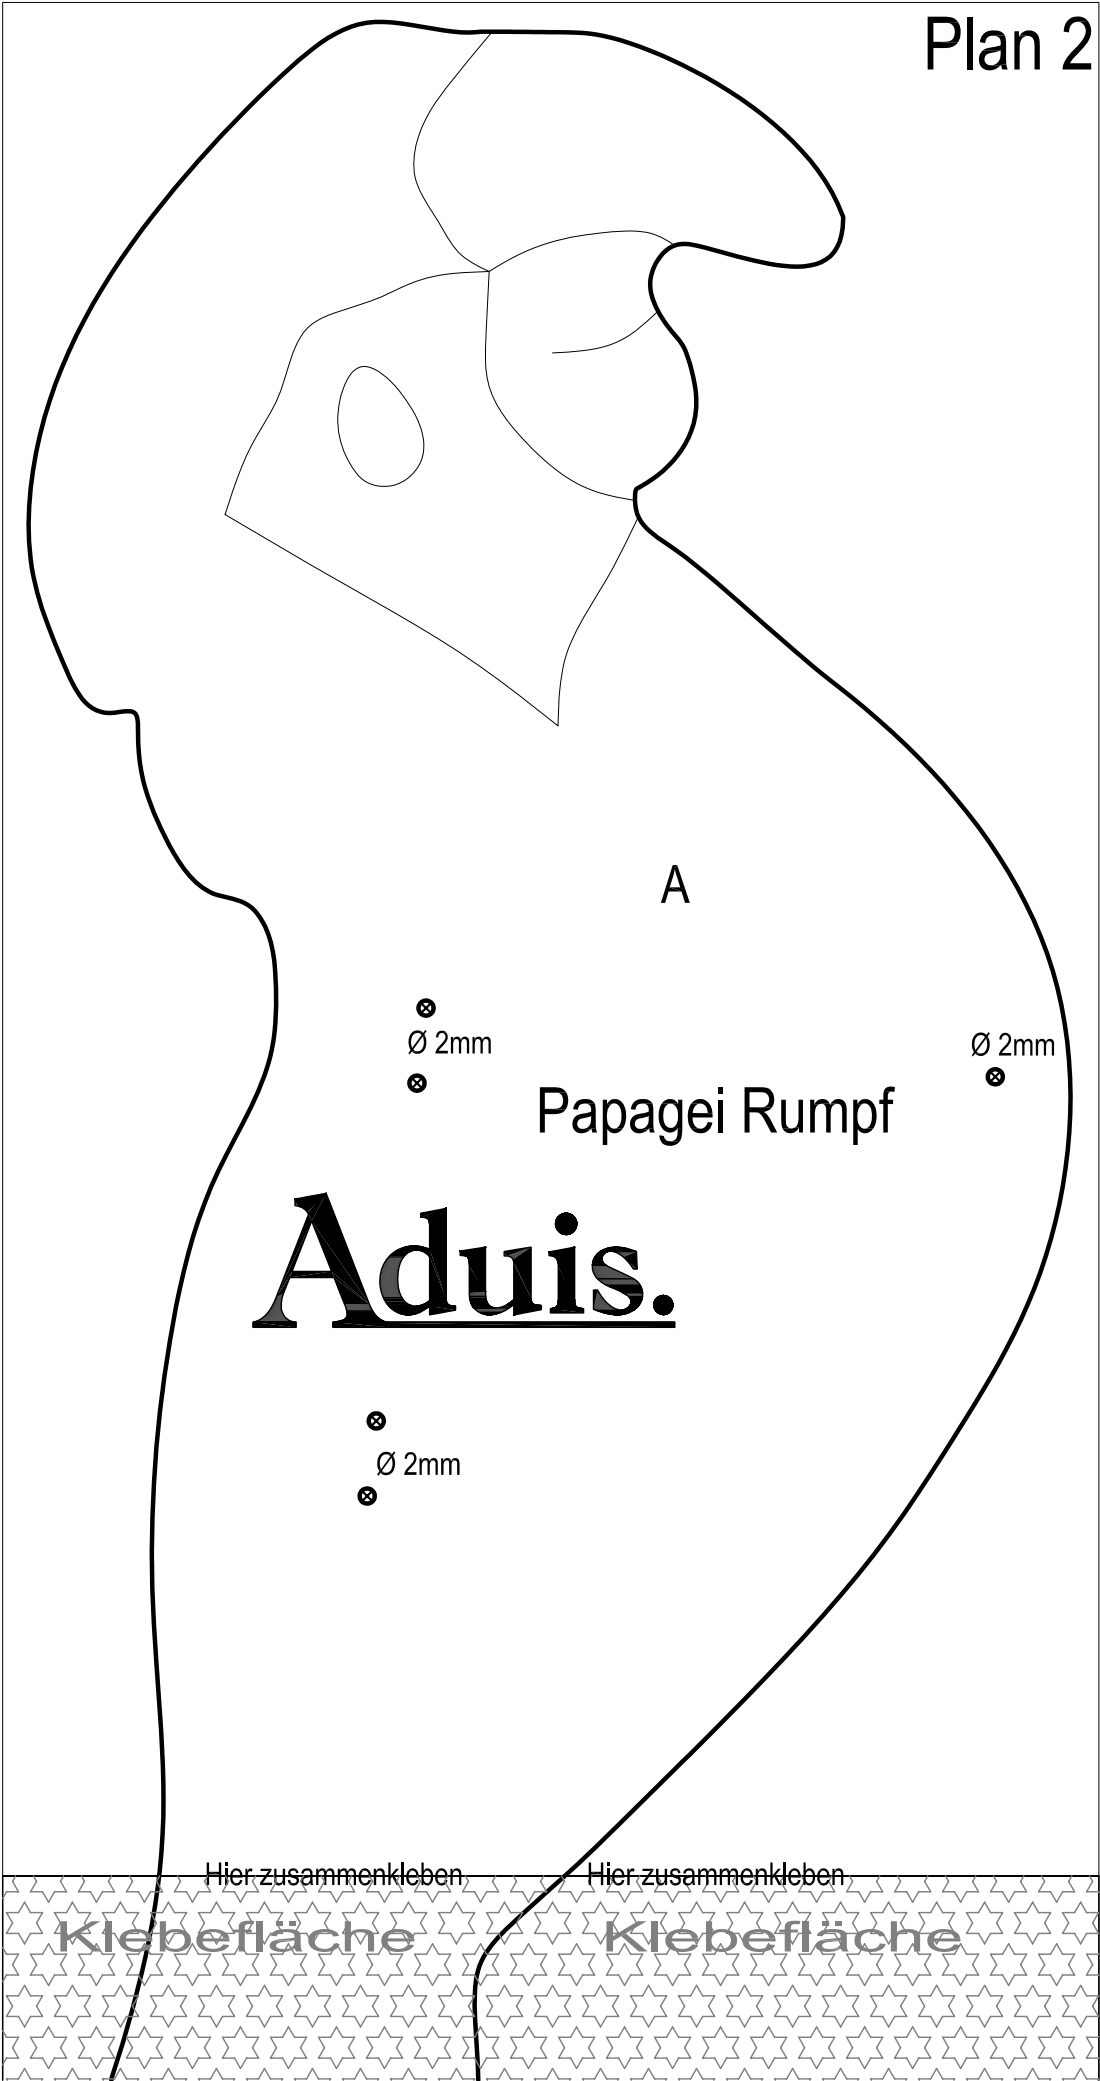 Plan 2
A
Ø 2mm
Ø 2mm
Papagei Rumpf
Aduis.
Ø 2mm
Hier zusammenkleben Hier zusammenkleben
Klebefläche Klebefläche